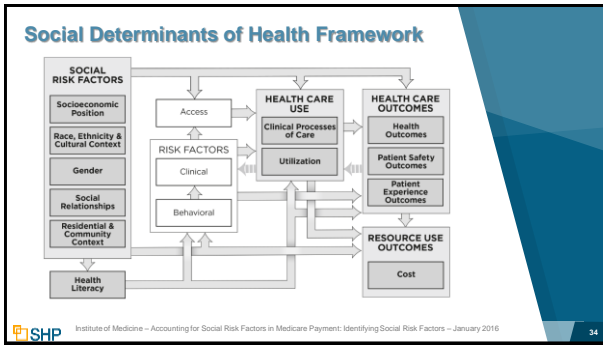 Social Determinants of Health Framework
SOCIAL
RISK FACTORS
Socioeconomic
Position
Race, Ethnicity &
Cultural Context
Gender
Social
Relationships
Residential &
Community
Context
Health
Literacy
Access
RISK FACTORS
Clinical
Behavioral
HEALTH CARE
USE
Clinical Processes
of Care
Utilization
HEALTH CARE
OUTCOMES
Health
Outcomes
Patient Safety
Outcomes
Patient
Experience
Outcomes
RESOURCE USE
OUTCOMES
Cost
SHP
Institute of Medicine – Accounting for Social Risk Factors in Medicare Payment: Identifying Social Risk Factors – January 2016
34